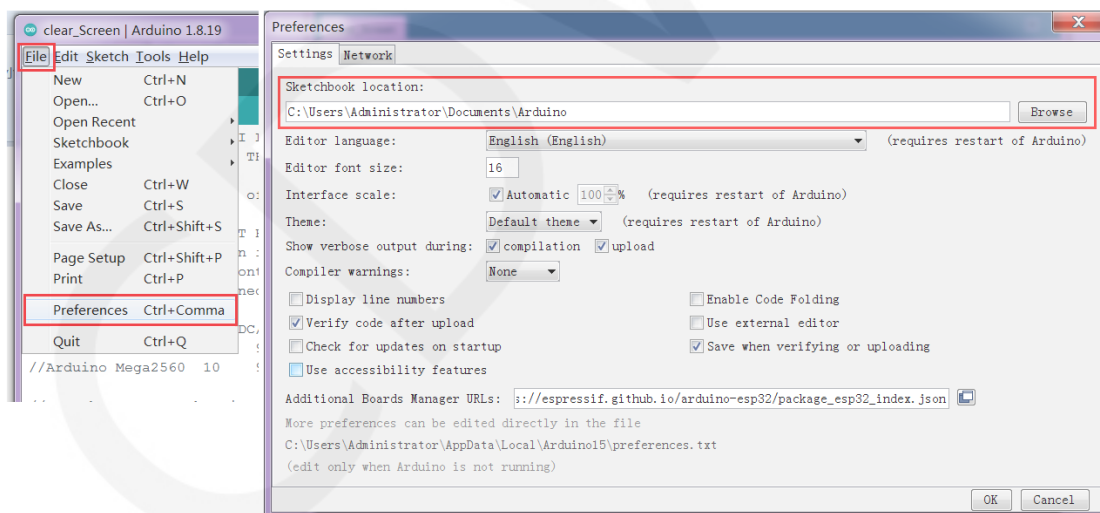 clear_Screen | Arduino 1.8.19
File Edit Sketch Tools Help
New Ctrl+N
Open... Ctrl+O
Open Recent
Sketchbook
Examples
Close Ctrl+W
Save Ctrl+S
Save As... Ctrl+Shift+S
Page Setup Ctrl+Shift+P
Print Ctrl+P
Preferences Ctrl+Comma
Quit Ctrl+Q
//Arduino Mega2560 10
Preferences
X
Settings Network
Sketchbook location:
C:\Users\Administrator\Documents\Arduino Browse
Editor language: English (English) (requires restart of Arduino)
Editor font size: 16
Interface scale: Automatic 100 % (requires restart of Arduino)
Theme: Default theme (requires restart of Arduino)
Show verbose output during: compilation upload
Compiler warnings: None
Display line numbers Enable Code Folding
Verify code after upload Use external editor
Check for updates on startup Save when verifying or uploading
Use accessibility features
Additional Boards Manager URLs: s://espressif.github.io/arduino-esp32/package_esp32_index.json
More preferences can be edited directly in the file
C:\Users\Administrator\AppData\Local\Arduino15\preferences.txt
(edit only when Arduino is not running)
OK Cancel